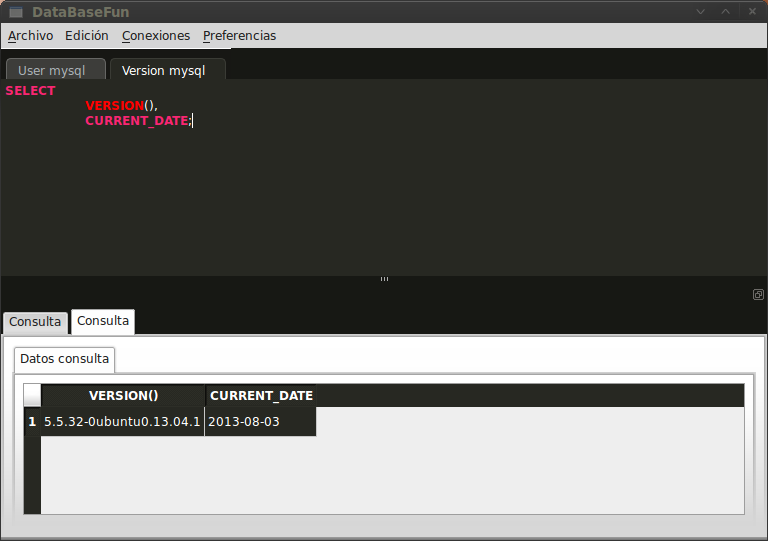 DataBaseFun
Archivo Edición Conexiones Preferencias
User mysql Version mysql
SELECT
VERSION(),
CURRENT_DATE;
Consulta Consulta
Datos consulta
VERSION() CURRENT_DATE
1 5.5.32-0ubuntu0.13.04.1 2013-08-03